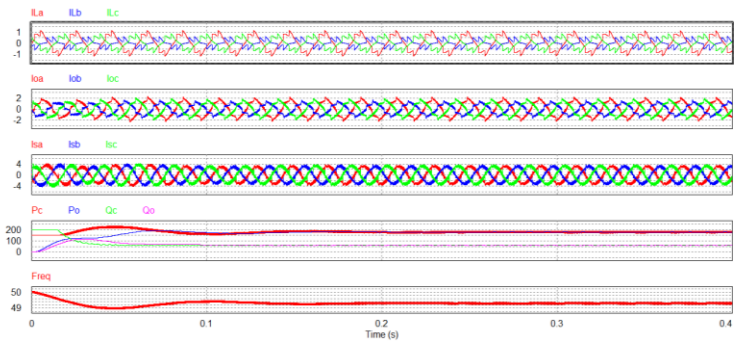 ILa ILb ILc
1
0
-1
Ioa Iob Ioc
2
0
-2
Isa Isb Isc
4
0
-4
Pc Po Qc Qo
200
100
0
Freq
50
49
0 0.1 0.2 0.3 0.4
Time (s)